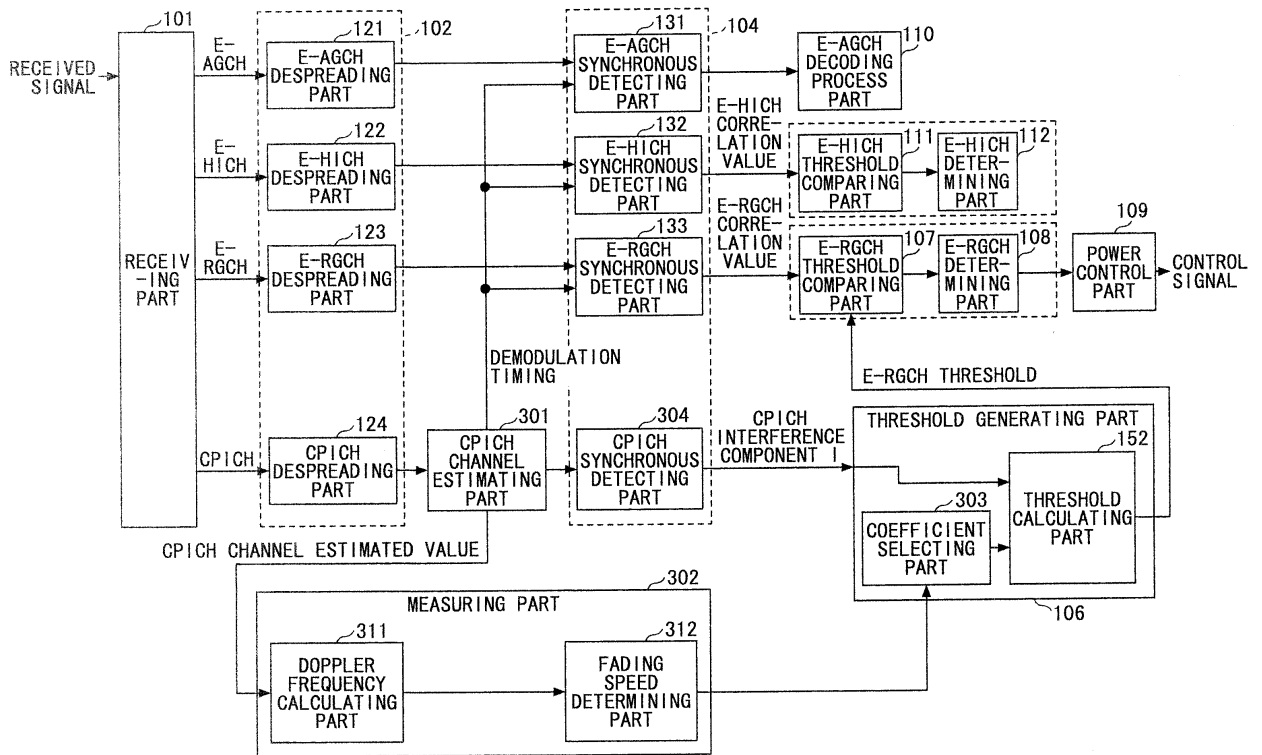 101
RECEIVED
SIGNAL
RECEIV-
-ING PART
E-
AGCH
E-
HICH
E-
RGCH
CPICH
102
121
E-AGCH
DESPREADING
PART
122
E-HICH
DESPREADING
PART
123
E-RGCH
DESPREADING
PART
124
CPICH
DESPREADING
PART
104
131
E-AGCH
SYNCHRONOUS
DETECTING
PART
132
E-HICH
SYNCHRONOUS
DETECTING
PART
133
E-RGCH
SYNCHRONOUS
DETECTING
PART
DEMODULATION
TIMING
301
CPICH
CHANNEL
ESTIMATING
PART
304
CPICH
SYNCHRONOUS
DETECTING
PART
110
E-AGCH
DECODING
PROCESS
PART
E-HICH
CORRE-
LATION
VALUE
111
E-HICH
THRESHOLD
COMPARING
PART
112
E-HICH
DETER-
MINING
PART
E-RGCH
CORRE-
LATION
VALUE
107
E-RGCH
THRESHOLD
COMPARING
PART
108
E-RGCH
DETER-
MINING
PART
109
POWER
CONTROL
PART
CONTROL
SIGNAL
E-RGCH THRESHOLD
CPICH
INTERFERENCE
COMPONENT I
THRESHOLD GENERATING PART
152
THRESHOLD
CALCULATING
PART
303
COEFFICIENT
SELECTING
PART
106
CPICH CHANNEL ESTIMATED VALUE
302
MEASURING PART
311
DOPPLER
FREQUENCY
CALCULATING
PART
312
FADING
SPEED
DETERMINING
PART